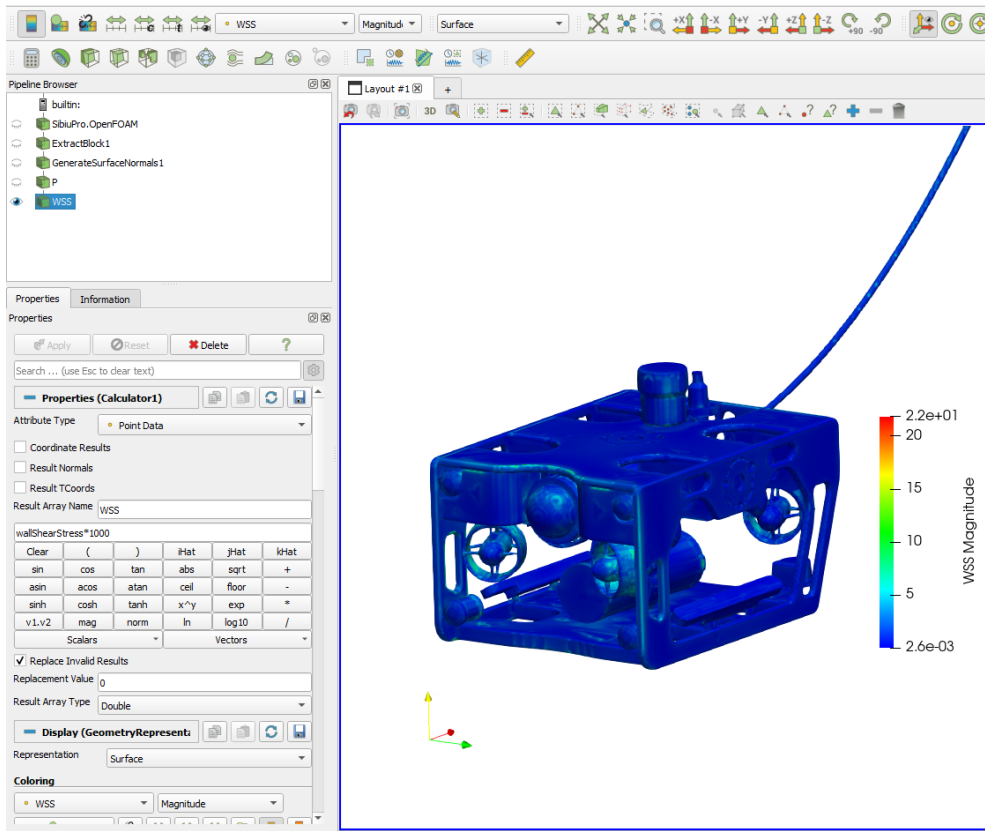 WSS Magnitude Surface +X -X +Y -Y +Z -Z +90 -90
Pipeline Browser
Layout #1 +
builtin:
3D
SibiuPro.OpenFOAM
ExtractBlock1
GenerateSurfaceNormals1
P
WSS
Properties Information
Properties
Apply Reset Delete ?
Search ... (use Esc to clear text)
Properties (Calculator1)
Attribute Type Point Data
Coordinate Results
Result Normals
Result TCoords
Result Array Name WSS
wallShearStress*1000
Clear ( ) iHat jHat kHat
sin cos tan abs sqrt +
asin acos atan ceil floor -
sinh cosh tanh x^y exp *
v1.v2 mag norm ln log10 /
Scalars Vectors
Replace Invalid Results
Replacement Value 0
Result Array Type Double
Display (GeometryRepresenta
Representation Surface
Coloring
WSS Magnitude
2.2e+01
20
15
10
5
2.6e-03
WSS Magnitude